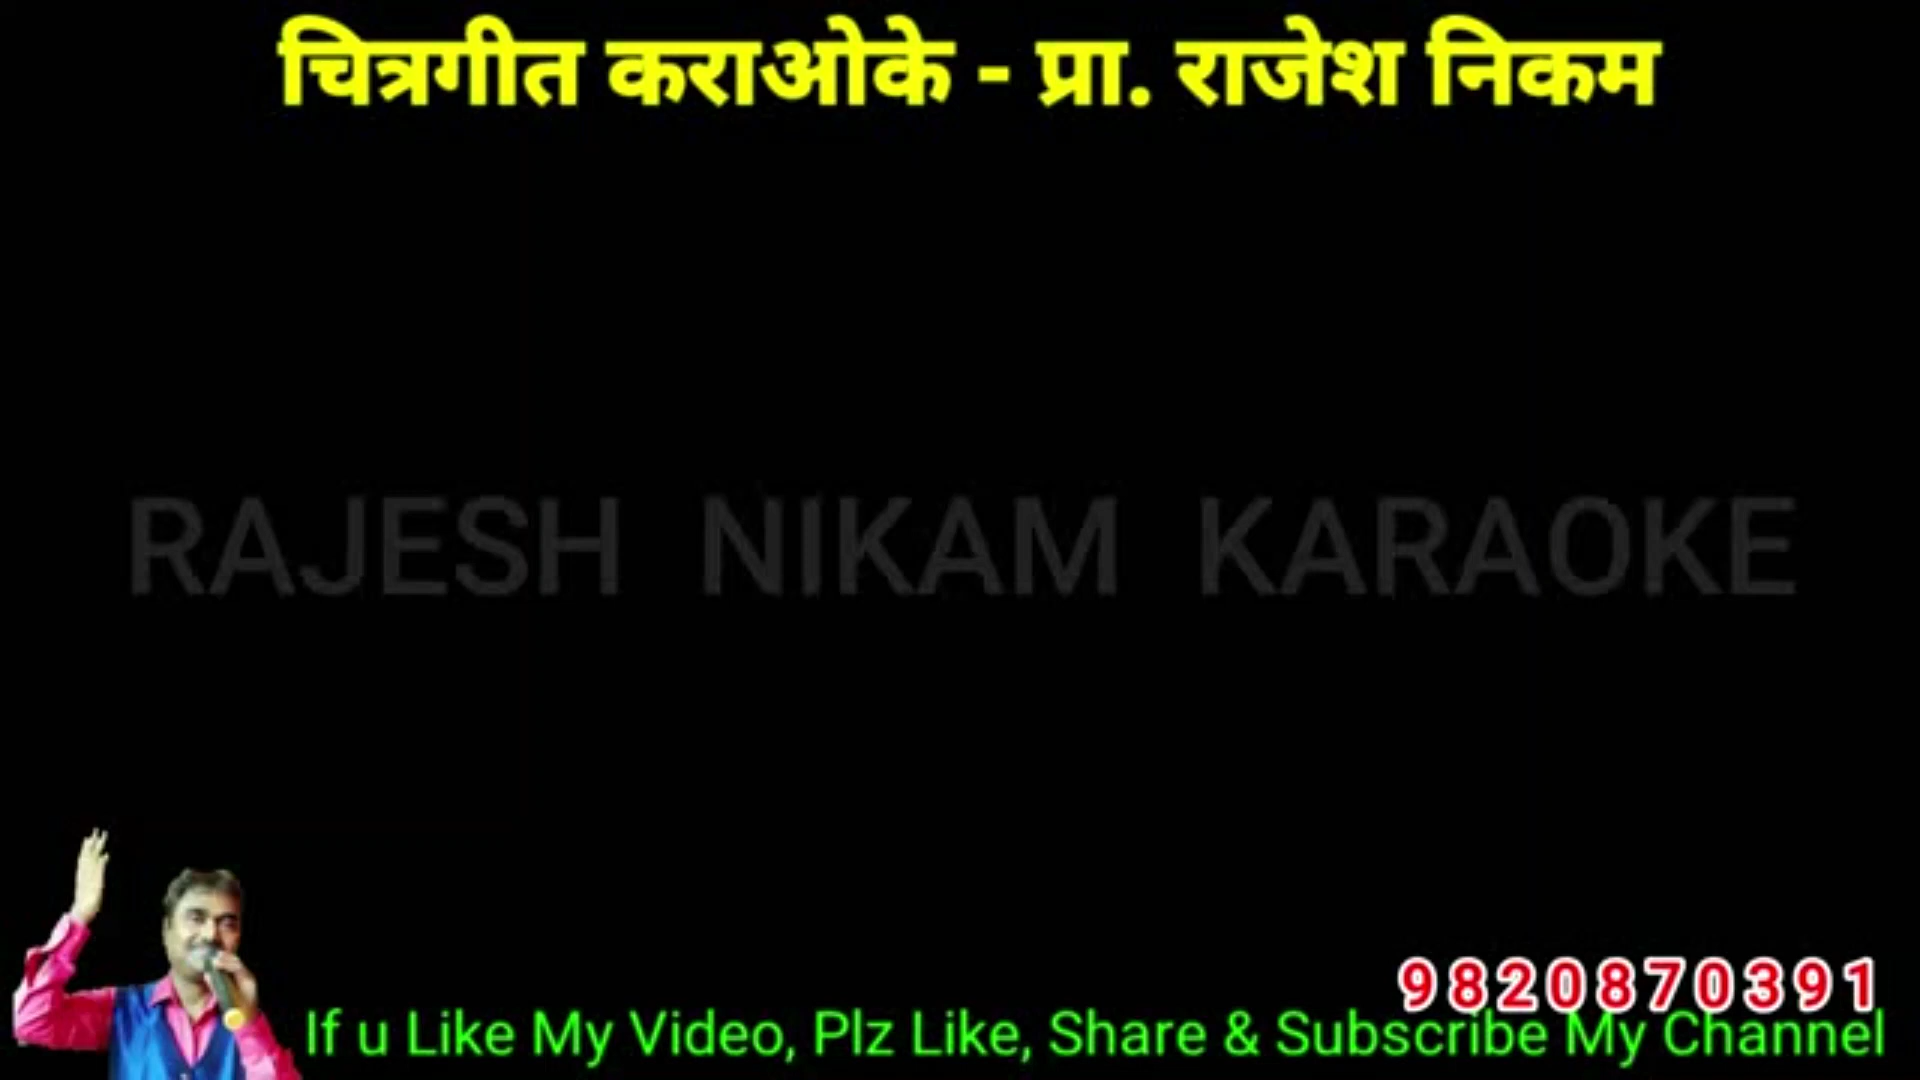 चित्रगीत कराओके - प्रा. राजेश निकम
RAJESH NIKAM KARAOKE
9820870391
If u Like My Video, Plz Like, Share & Subscribe My Channel